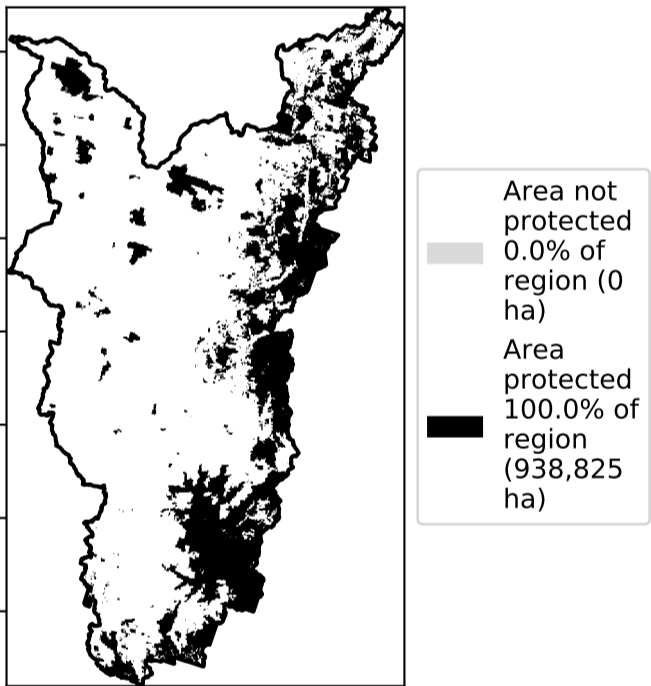 Area not
protected
0.0% of
region (0
ha)
Area
protected
100.0% of
region
(938,825
ha)